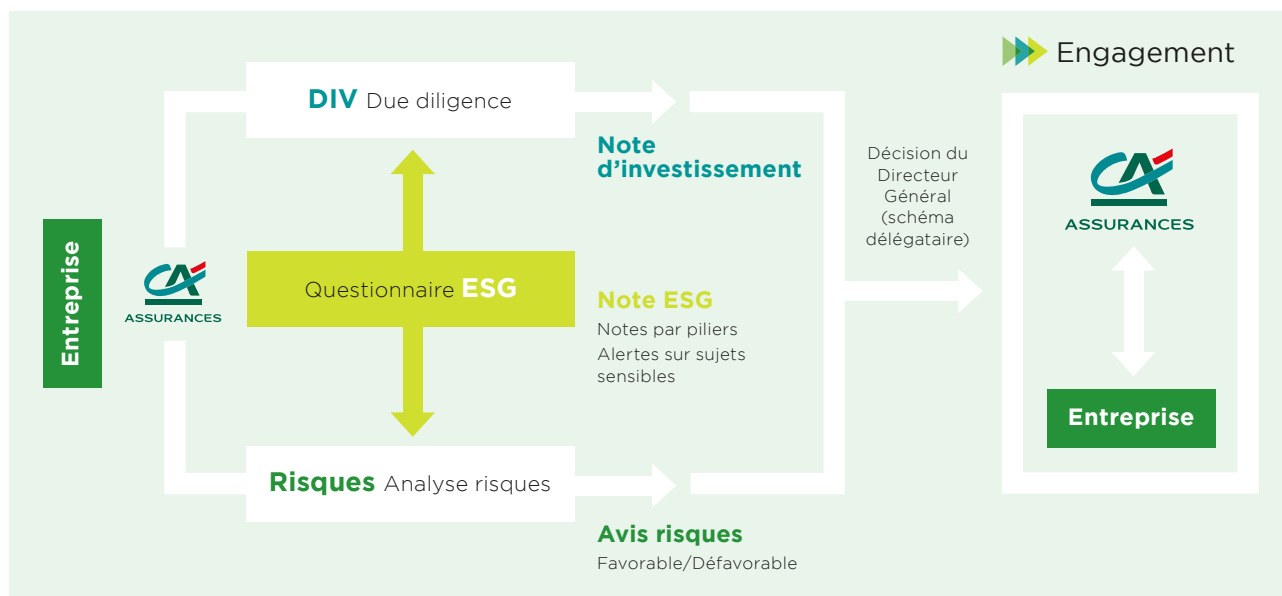 Engagement
DIV Due diligence
Note
d’investissement
Décision du
Directeur
Général
(schéma
délégataire)
CA
ASSURANCES
Entreprise
CA
ASSURANCES
Questionnaire ESG
Note ESG
Notes par piliers
Alertes sur sujets
sensibles
Entreprise
Risques Analyse risques
Avis risques
Favorable/Défavorable